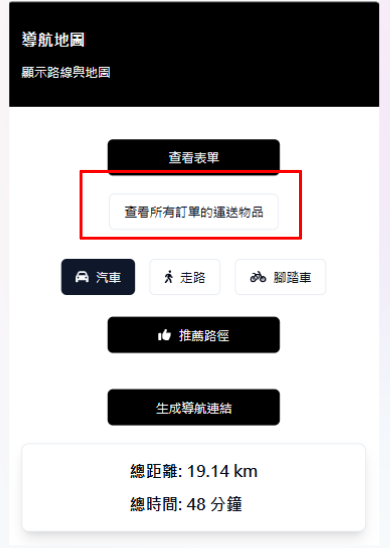 導航地圖
顯示路線與地圖
查看表單
查看所有訂單的運送物品
汽車 走路 腳踏車
推薦路徑
生成導航連結
總距離: 19.14 km
總時間: 48 分鐘